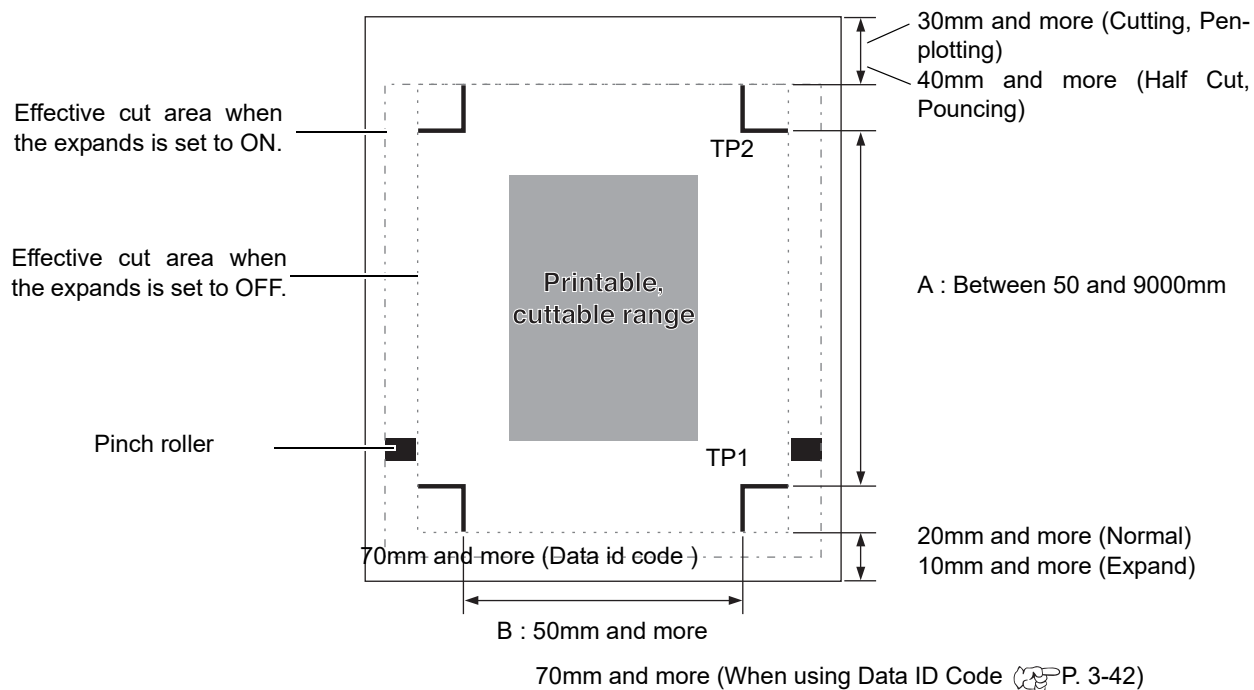 30mm and more (Cutting, Pen-
plotting)
40mm and more (Half Cut,
Pouncing)
Effective cut area when
the expands is set to ON.
TP2
Effective cut area when
the expands is set to OFF.
Printable,
cuttable range
A : Between 50 and 9000mm
Pinch roller
TP1
20mm and more (Normal)
10mm and more (Expand)
70mm and more (Data id code )
B : 50mm and more
70mm and more (When using Data ID Code P. 3-42)